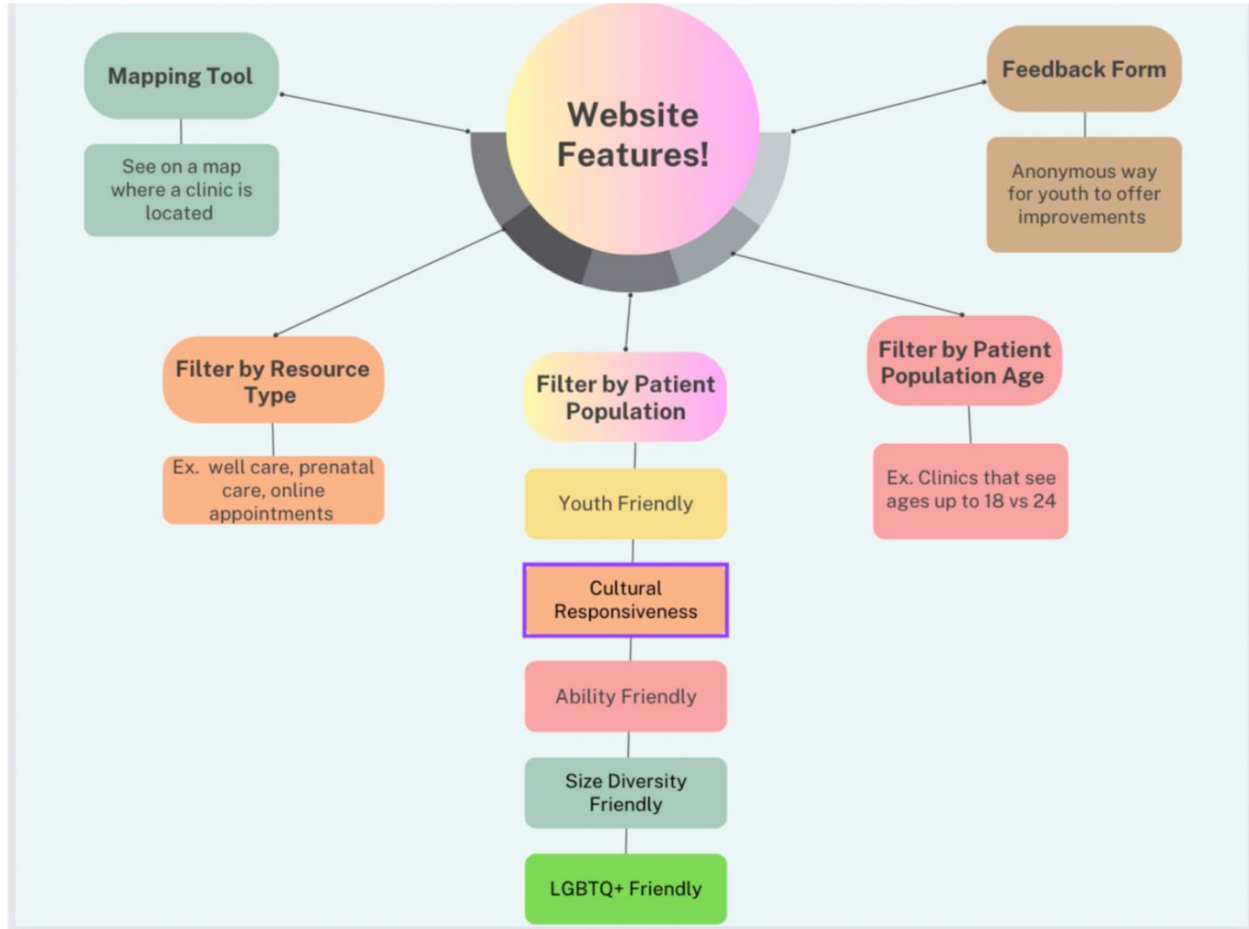 Website
Features!
Mapping Tool
See on a map
where a clinic is
located
Feedback Form
Anonymous way
for youth to offer
improvements
Filter by Resource
Type
Ex. well care, prenatal
care, online
appointments
Filter by Patient
Population
Youth Friendly
Cultural
Responsiveness
Ability Friendly
Size Diversity
Friendly
LGBTQ+ Friendly
Filter by Patient
Population Age
Ex. Clinics that see
ages up to 18 vs 24